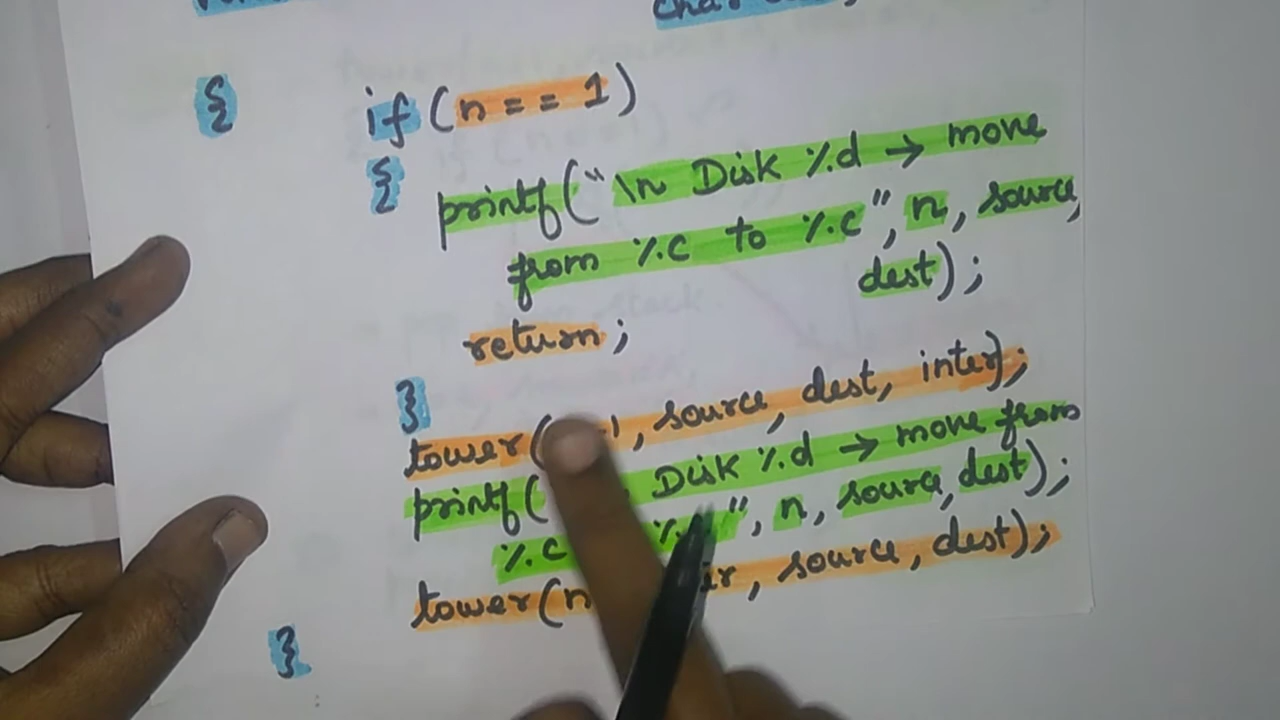 { if (n == 1)
{ printf("\n Disk %d → move
from %c to %c", n, source,
dest);
return;
}
tower( -1, source, dest, inter);
printf( Disk %d → move from
%c ", n, source, dest);
tower(n , source, dest);
}